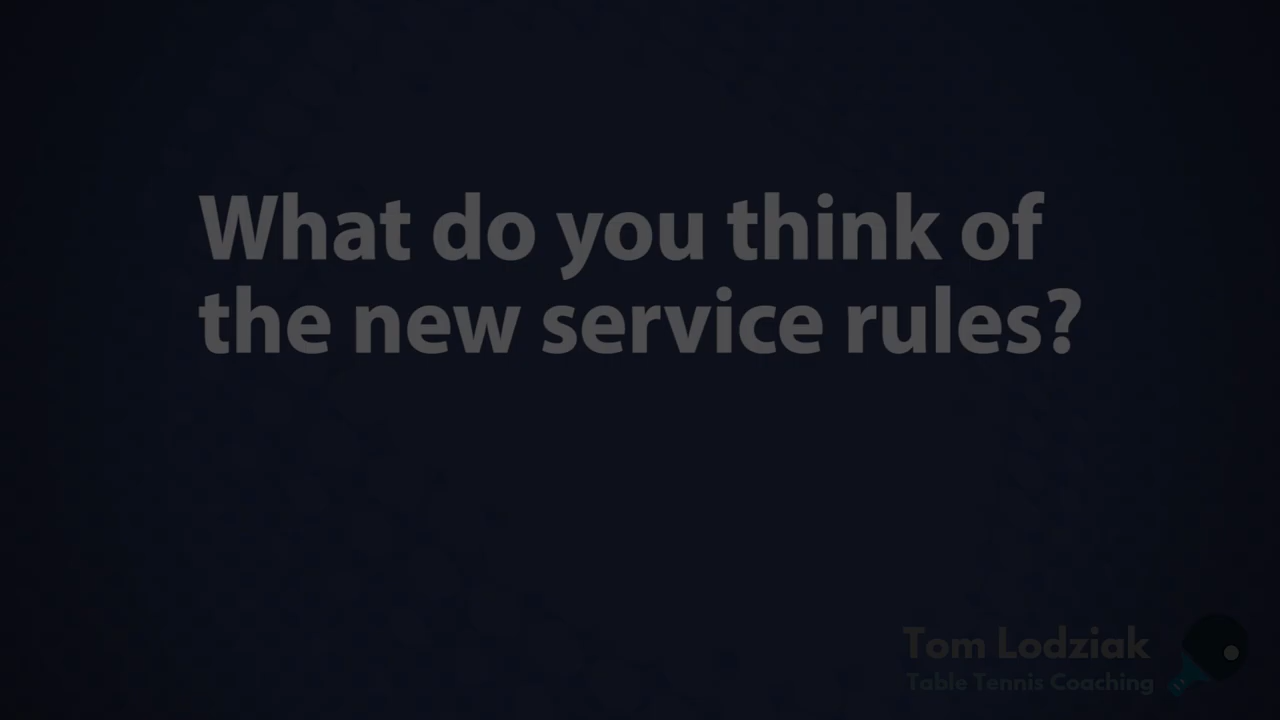 What do you think of
the new service rules?
Tom Lodziak
Table Tennis Coaching